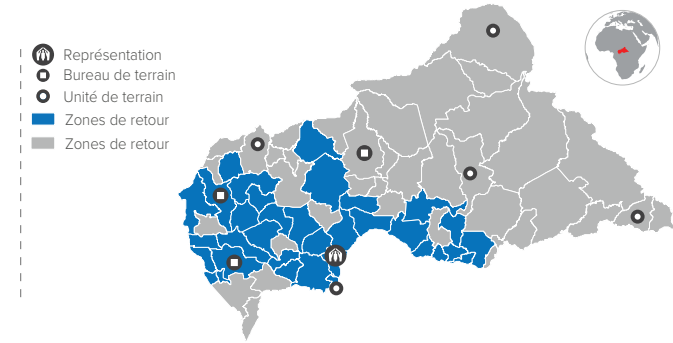 Représentation
Bureau de terrain
Unité de terrain
Zones de retour
Zones de retour